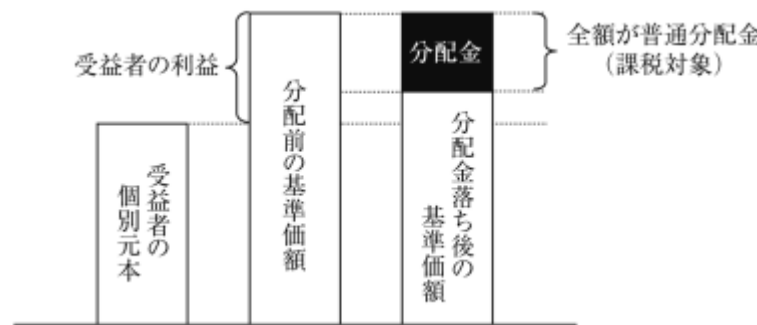 受益者の利益
受益者の
個別元本
分配前の基準価額
分配金
分配金落ち後の
基準価額
全額が普通分配金
（課税対象）